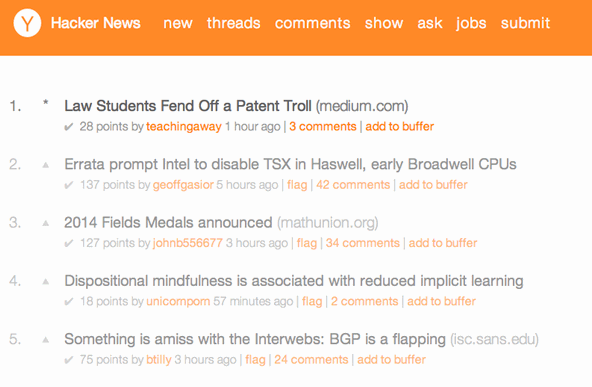 Y Hacker News new threads comments show ask jobs submit
1. * Law Students Fend Off a Patent Troll (medium.com)
✔ 28 points by teachingaway 1 hour ago | 3 comments | add to buffer
2. ▲ Errata prompt Intel to disable TSX in Haswell, early Broadwell CPUs
✔ 137 points by geoffgasior 5 hours ago | flag | 42 comments | add to buffer
3. ▲ 2014 Fields Medals announced (mathunion.org)
✔ 127 points by johnb556677 3 hours ago | flag | 34 comments | add to buffer
4. ▲ Dispositional mindfulness is associated with reduced implicit learning
✔ 18 points by unicornporn 57 minutes ago | flag | 2 comments | add to buffer
5. ▲ Something is amiss with the Interwebs: BGP is a flapping (isc.sans.edu)
✔ 75 points by btilly 3 hours ago | flag | 24 comments | add to buffer